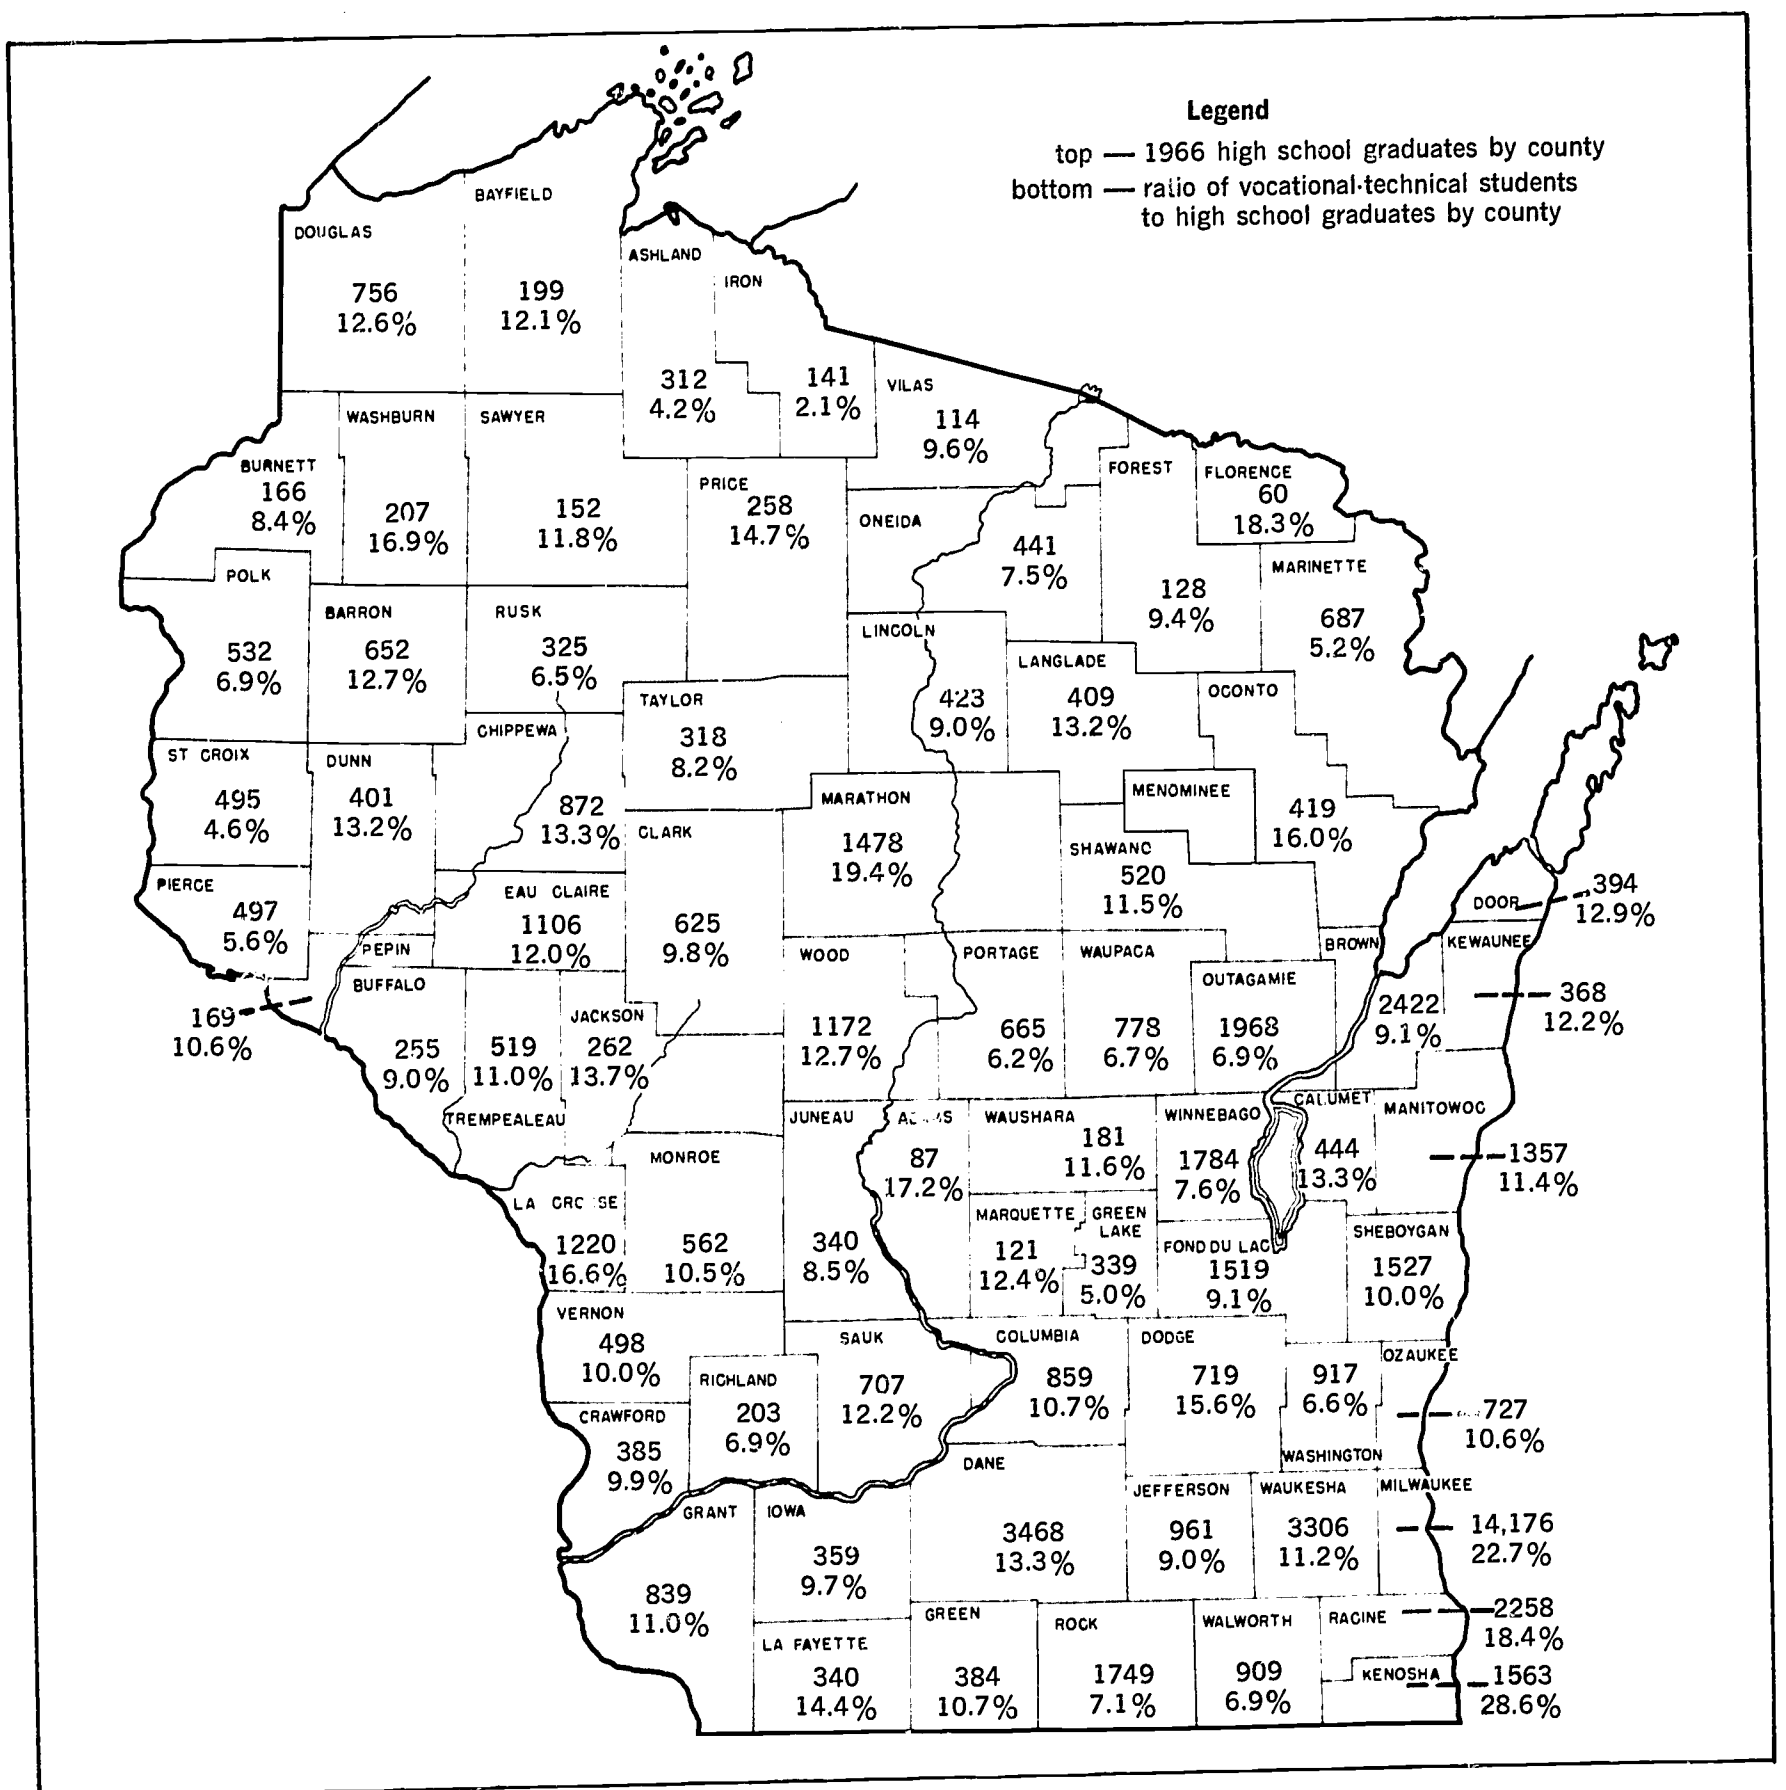 Legend
top — 1966 high school graduates by county
bottom — ratio of vocational-technical students
to high school graduates by county
DOUGLAS
756
12.6%
BAYFIELD
199
12.1%
ASHLAND
312
4.2%
IRON
141
2.1%
VILAS
114
9.6%
BURNETT
166
8.4%
WASHBURN
207
16.9%
SAWYER
152
11.8%
PRICE
258
14.7%
ONEIDA
441
7.5%
FOREST
128
9.4%
FLORENCE
60
18.3%
MARINETTE
687
5.2%
POLK
532
6.9%
BARRON
652
12.7%
RUSK
325
6.5%
TAYLOR
318
8.2%
LINCOLN
423
9.0%
LANGLADE
409
13.2%
OCONTO
419
16.0%
ST CROIX
495
4.6%
DUNN
401
13.2%
CHIPPEWA
872
13.3%
CLARK
625
9.8%
MARATHON
1478
19.4%
MENOMINEE
SHAWANO
520
11.5%
PIERCE
497
5.6%
PEPIN
169
10.6%
EAU CLAIRE
1106
12.0%
DOOR
394
12.9%
BUFFALO
255
9.0%
519
11.0%
TREMPEALEAU
JACKSON
262
13.7%
WOOD
1172
12.7%
PORTAGE
665
6.2%
WAUPACA
778
6.7%
OUTAGAMIE
1968
6.9%
BROWN
2422
9.1%
KEWAUNEE
368
12.2%
LA CROSSE
1220
16.6%
MONROE
562
10.5%
JUNEAU
340
8.5%
87
17.2%
WAUSHARA
181
11.6%
WINNEBAGO
1784
7.6%
CALUMET
444
13.3%
MANITOWOC
1357
11.4%
MARQUETTE
121
12.4%
GREEN
LAKE
339
5.0%
FOND DU LAC
1519
9.1%
SHEBOYGAN
1527
10.0%
VERNON
498
10.0%
RICHLAND
203
6.9%
SAUK
707
12.2%
COLUMBIA
859
10.7%
DODGE
719
15.6%
917
6.6%
WASHINGTON
OZAUKEE
727
10.6%
CRAWFORD
385
9.9%
GRANT
839
11.0%
IOWA
359
9.7%
DANE
3468
13.3%
JEFFERSON
961
9.0%
WAUKESHA
3306
11.2%
MILWAUKEE
14,176
22.7%
LA FAYETTE
340
14.4%
GREEN
384
10.7%
ROCK
1749
7.1%
WALWORTH
909
6.9%
RACINE
2258
18.4%
KENOSHA
1563
28.6%